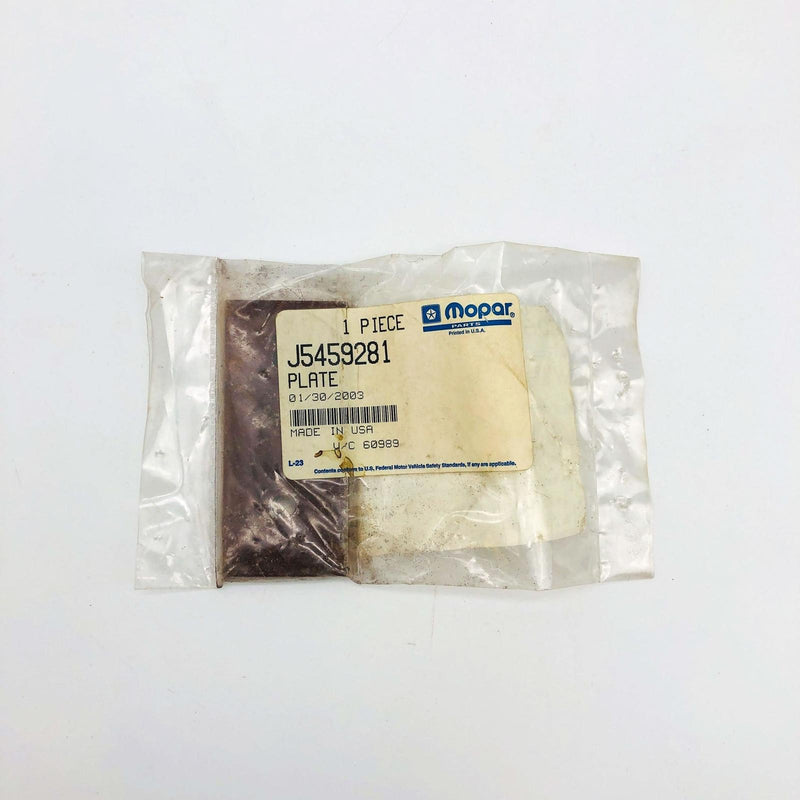 Mopar®
PARTS
Printed in U.S.A.
1 PIECE
J5459281
PLATE
01/30/2003
MADE IN USA
V/C 60989
L-23
Contents conform to U.S. Federal Motor Vehicle Safety Standards, if any are applicable.